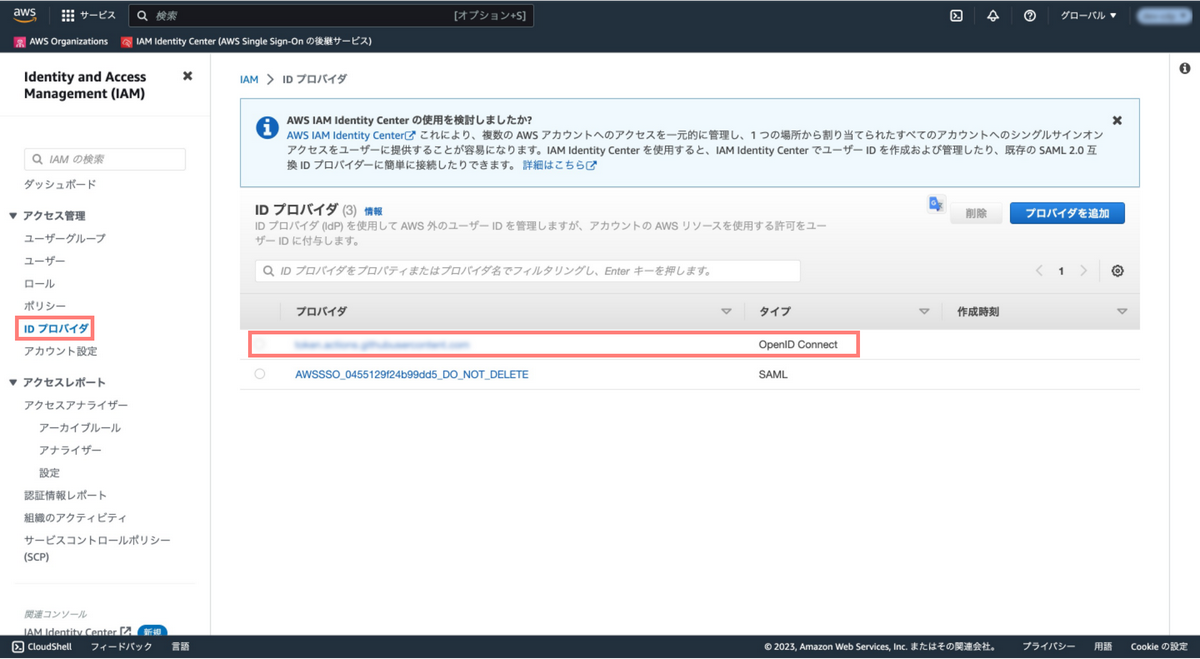 aws
サービス
検索
[オプション+S]
グローバル ▼
AWS Organizations
IAM Identity Center (AWS Single Sign-On の後継サービス)
Identity and Access
Management (IAM)
IAM の検索
ダッシュボード
▼ アクセス管理
ユーザーグループ
ユーザー
ロール
ポリシー
ID プロバイダ
アカウント設定
▼ アクセスレポート
アクセスアナライザー
アーカイブルール
アナライザー
設定
認証情報レポート
組織のアクティビティ
サービスコントロールポリシー
(SCP)
関連コンソール
IAM Identity Center
新規
IAM > ID プロバイダ
AWS IAM Identity Center の使用を検討しましたか?
AWS IAM Identity Center これにより、複数の AWS アカウントへのアクセスを一元的に管理し、1 つの場所から割り当てられたすべてのアカウントへのシングルサインオン
アクセスをユーザーに提供することが容易になります。IAM Identity Center を使用すると、IAM Identity Center でユーザー ID を作成および管理したり、既存の SAML 2.0 互
換 ID プロバイダーに簡単に接続したりできます。 詳細はこちら
ID プロバイダ (3) 情報
ID プロバイダ (IdP) を使用して AWS 外のユーザー ID を管理しますが、アカウントの AWS リソースを使用する許可をユー
ザー ID に付与します。
削除
プロバイダを追加
ID プロバイダをプロパティまたはプロバイダ名でフィルタリングし、Enter キーを押します。
1
プロバイダ
タイプ
作成時刻
token.actions.githubusercontent.com
OpenID Connect
AWSSSO_0455129f24b99dd5_DO_NOT_DELETE
SAML
CloudShell
フィードバック
言語
© 2023, Amazon Web Services, Inc. またはその関連会社。
プライバシー
用語
Cookie の設定